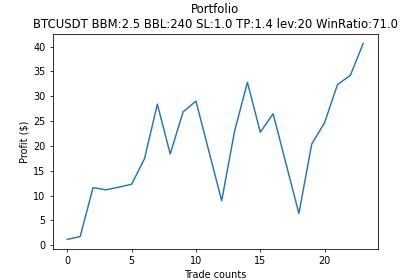 Portfolio
BTCUSDT BBM:2.5 BBL:240 SL:1.0 TP:1.4 lev:20 WinRatio:71.0
40
35
30
25
20
15
10
5
0
Profit ($)
0 5 10 15 20
Trade counts